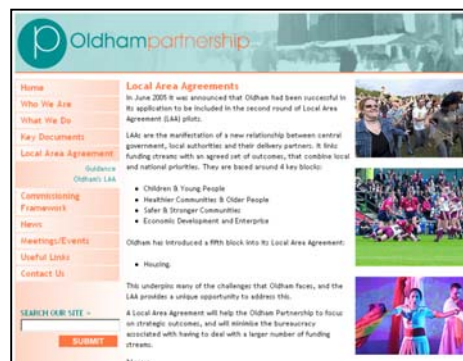 Oldhampartnership
Home
Who We Are
What We Do
Key Documents
Local Area Agreement
Guidance
Oldham's LAA
Commissioning
Framework
News
Meetings/Events
Useful Links
Contact Us
SEARCH OUR SITE
SUBMIT
Local Area Agreements
In June 2005 it was announced that Oldham had been successful in
its application to be included in the second round of Local Area
Agreement (LAA) pilots.
LAAs are the manifestation of a new relationship between central
government, local authorities and their delivery partners. It links
funding streams with an agreed set of outcomes, that combine local
and national priorities. They are based around 4 key blocks:
• Children & Young People
• Healthier Communities & Older People
• Safer & Stronger Communities
• Economic Development and Enterprise
Oldham has introduced a fifth block into its Local Area Agreement:
• Housing.
This underpins many of the challenges that Oldham faces, and the
LAA provides a unique opportunity to address this.
A Local Area Agreement will help the Oldham Partnership to focus
on strategic outcomes, and will minimise the bureaucracy
associated with having to deal with a larger number of funding
streams.